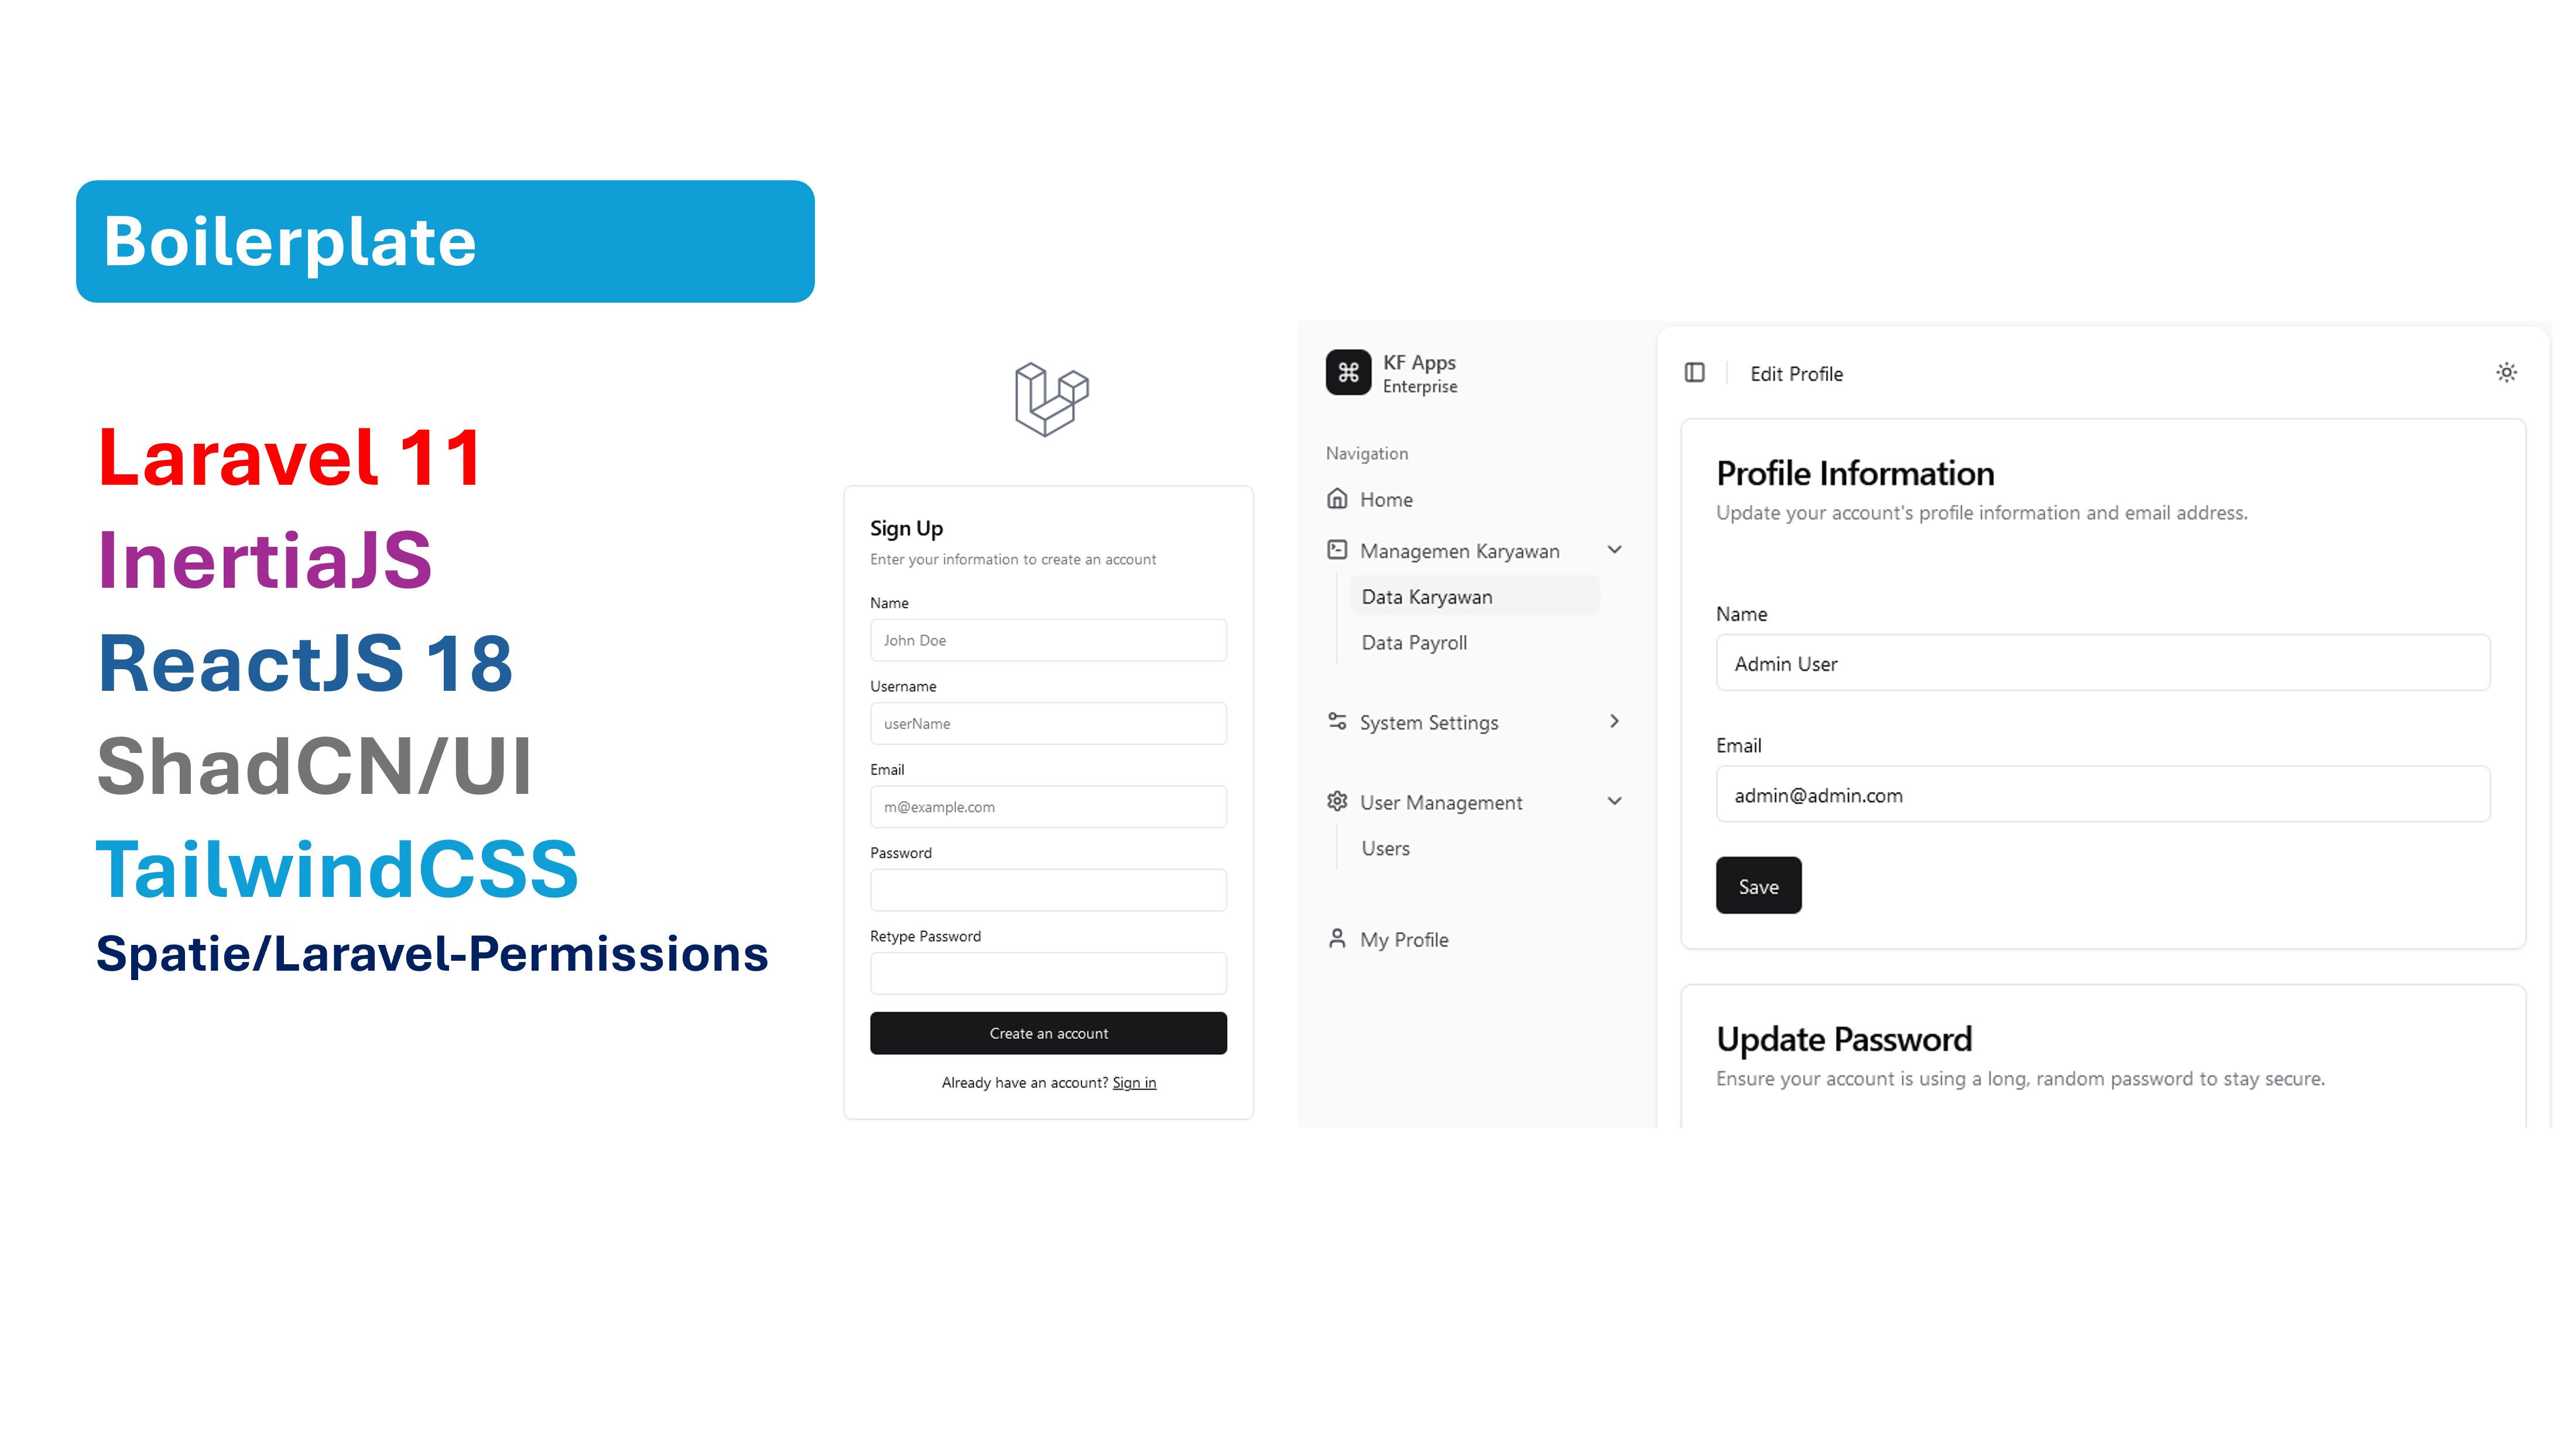 Boilerplate
Laravel 11
InertiaJS
ReactJS 18
ShadCN/UI
TailwindCSS
Spatie/Laravel-Permissions
Sign Up
Enter your information to create an account
Name
John Doe
Username
userName
Email
m@example.com
Password
Retype Password
Create an account
Already have an account? Sign in
KF Apps
Enterprise
Navigation
Home
Managemen Karyawan
Data Karyawan
Data Payroll
System Settings
User Management
Users
My Profile
Edit Profile
Profile Information
Update your account's profile information and email address.
Name
Admin User
Email
admin@admin.com
Save
Update Password
Ensure your account is using a long, random password to stay secure.